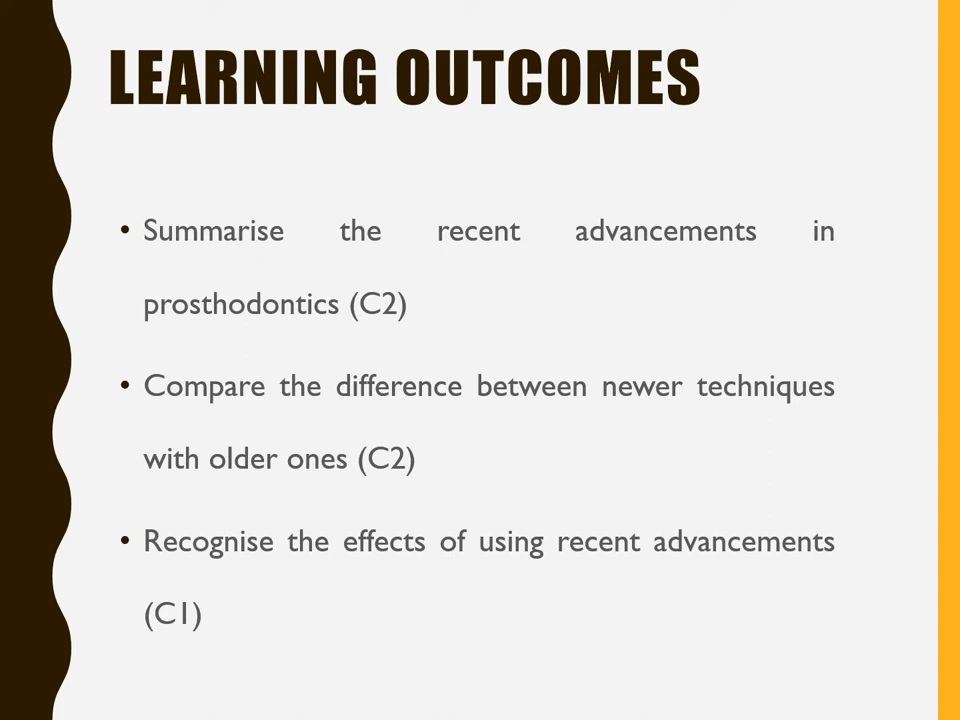 LEARNING OUTCOMES
• Summarise the recent advancements in
prosthodontics (C2)
• Compare the difference between newer techniques
with older ones (C2)
• Recognise the effects of using recent advancements
(C1)